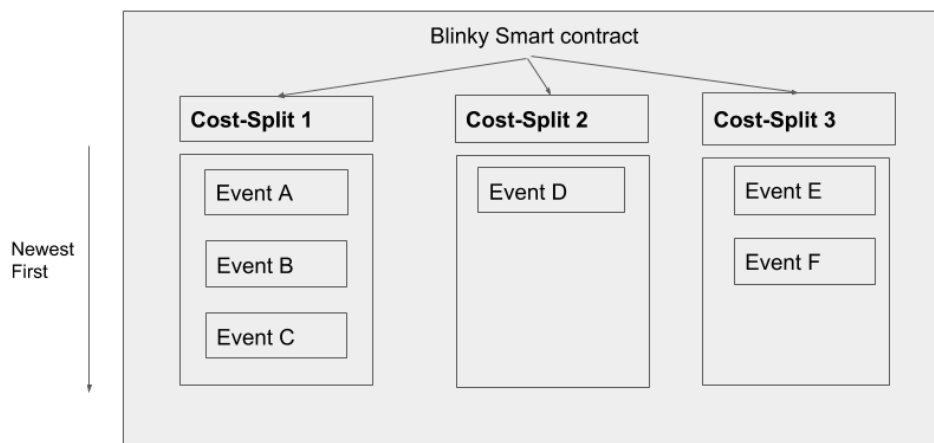 Blinky Smart contract
Cost-Split 1
Cost-Split 2
Cost-Split 3
Newest
First
Event A
Event B
Event C
Event D
Event E
Event F